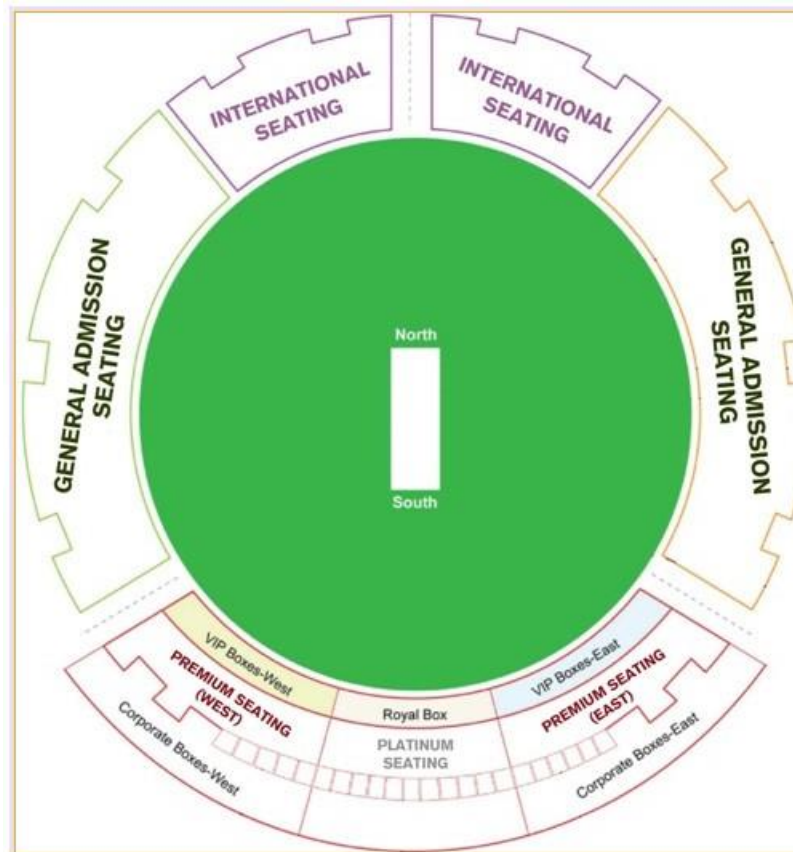 INTERNATIONAL
SEATING
INTERNATIONAL
SEATING
GENERAL ADMISSION
SEATING
GENERAL ADMISSION
SEATING
North
South
VIP Boxes-West
PREMIUM SEATING
(WEST)
Corporate Boxes-West
Royal Box
PLATINUM
SEATING
VIP Boxes-East
PREMIUM SEATING
(EAST)
Corporate Boxes-East